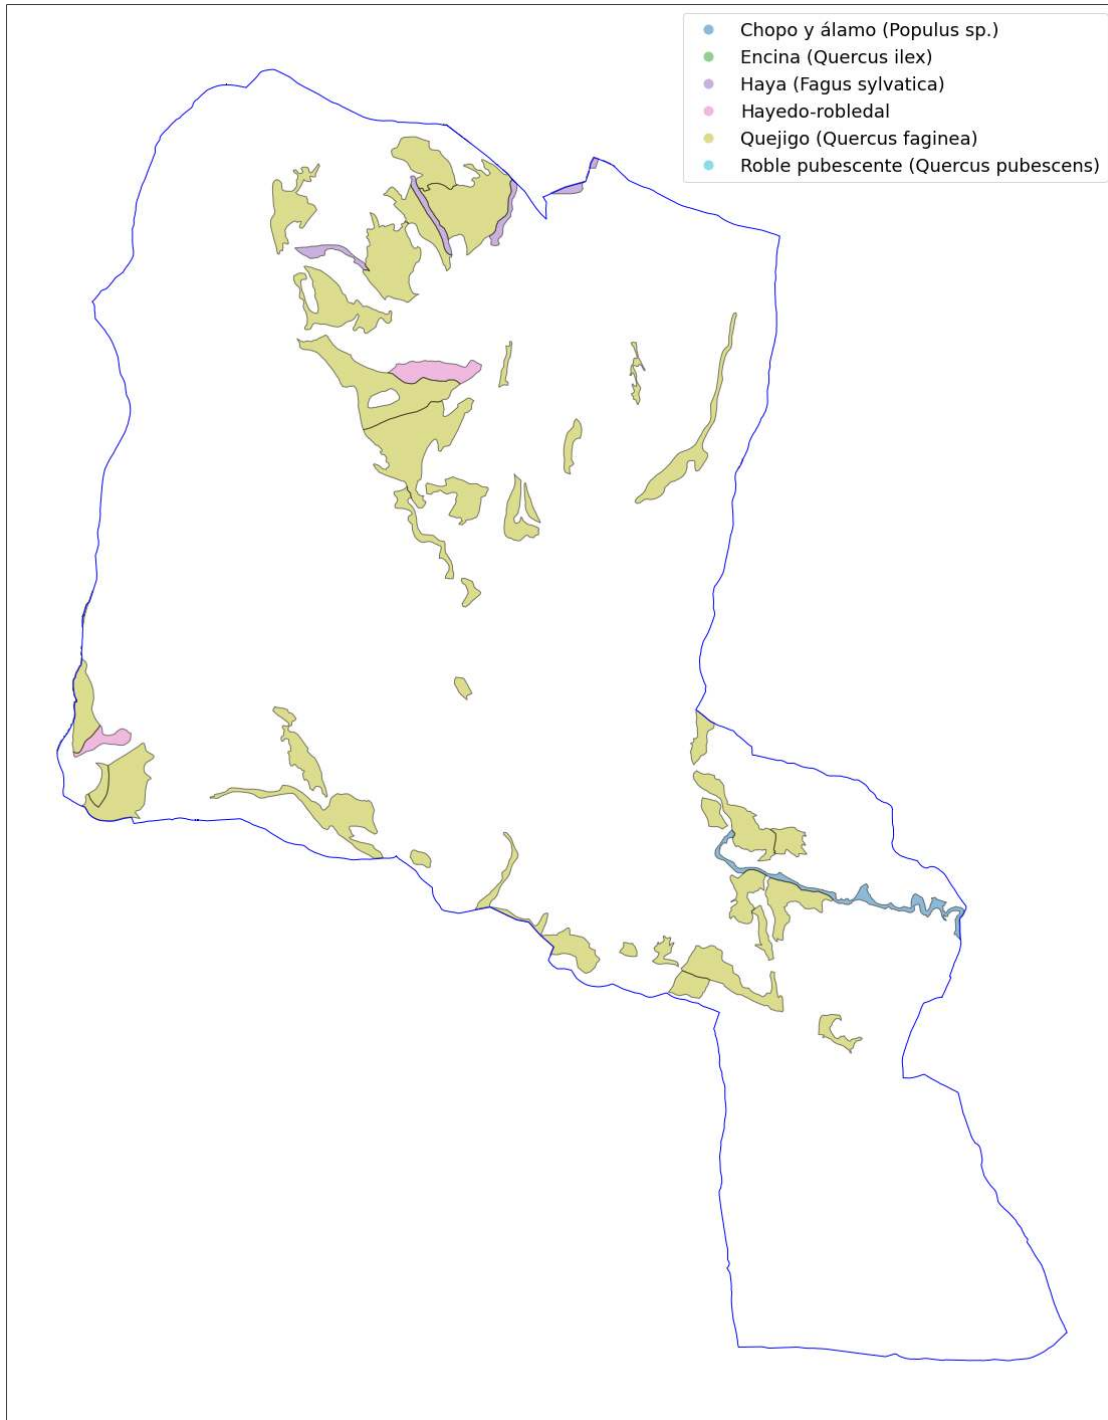 Chopo y álamo (Populus sp.)
Encina (Quercus ilex)
Haya (Fagus sylvatica)
Hayedo-robledal
Quejigo (Quercus faginea)
Roble pubescente (Quercus pubescens)